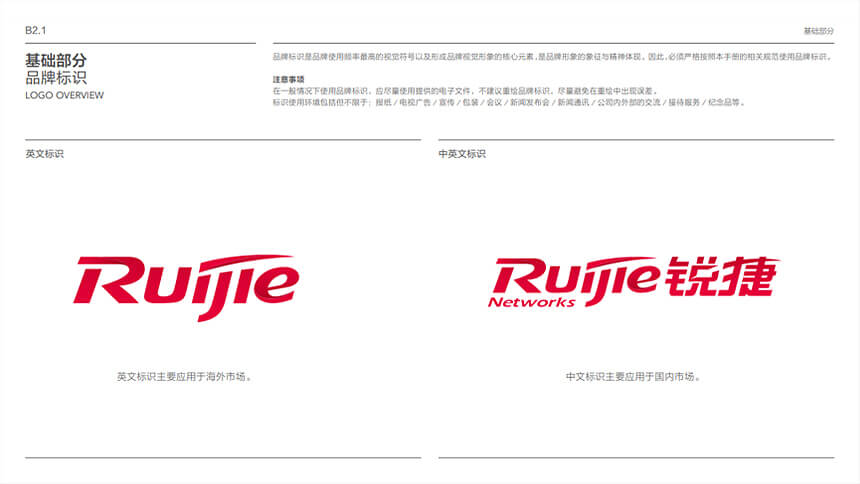 B2.1
基础部分
基础部分
品牌标识
LOGO OVERVIEW
品牌标识是品牌使用频率最高的视觉符号以及形成品牌视觉形象的核心元素，是品牌形象的象征与精神体现。因此，必须严格按照本手册的相关规范使用品牌标识。
注意事项
在一般情况下使用品牌标识，应尽量使用提供的电子文件，不建议重绘品牌标识，尽量避免在重绘中出现误差。
标识使用环境包括但不限于：报纸 / 电视广告 / 宣传 / 包装 / 会议 / 新闻发布会 / 新闻通讯 / 公司内外部的交流 / 接待服务 / 纪念品等。
英文标识
中英文标识
Ruijie
Ruijie锐捷
Networks
英文标识主要应用于海外市场。
中文标识主要应用于国内市场。